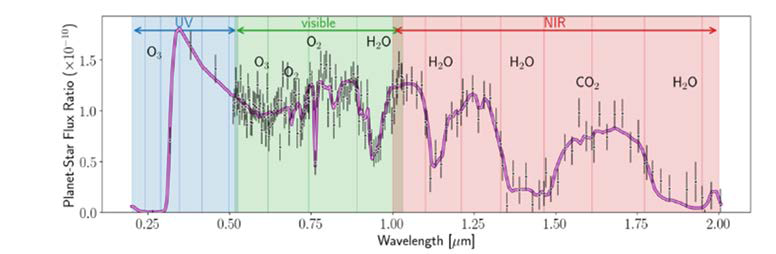 UV
visible
NIR
O₃
O₃
O₂
O₂
H₂O
H₂O
H₂O
CO₂
H₂O
Planet-Star Flux Ratio (×10⁻¹⁰)
1.5
1.0
0.5
0.0
0.25 0.50 0.75 1.00 1.25 1.50 1.75 2.00
Wavelength [μm]